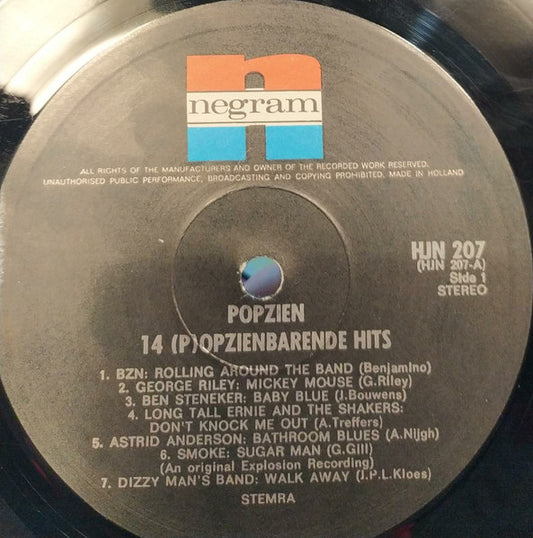 negram
ALL RIGHTS OF THE MANUFACTURERS AND OWNER OF THE RECORDED WORK RESERVED.
UNAUTHORISED PUBLIC PERFORMANCE, BROADCASTING AND COPYING PROHIBITED. MADE IN HOLLAND
HJN 207
(HJN 207-A)
Side 1
STEREO
POPZIEN
14 (P)OPZIENBARENDE HITS
1. BZN: ROLLING AROUND THE BAND (Benjamino)
2. GEORGE RILEY: MICKEY MOUSE (G.Riley)
3. BEN STENEKER: BABY BLUE (J.Bouwens)
4. LONG TALL ERNIE AND THE SHAKERS:
DON'T KNOCK ME OUT (A.Treffers)
5. ASTRID ANDERSON: BATHROOM BLUES (A.Nijgh)
6. SMOKE: SUGAR MAN (G.Gill)
(An original Explosion Recording)
7. DIZZY MAN'S BAND: WALK AWAY (J.P.L.Kloes)
STEMRA